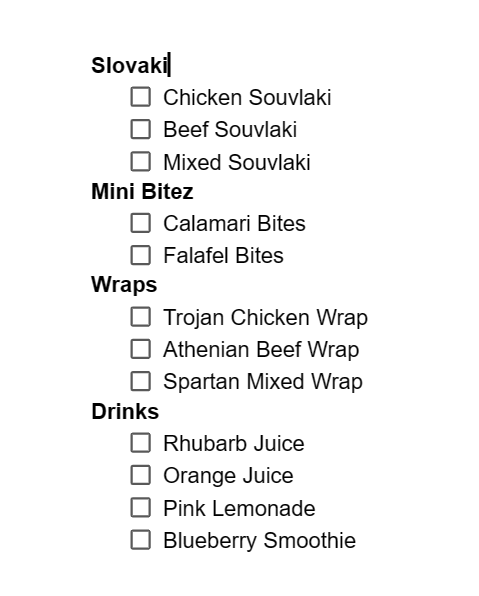 Slovaki
Chicken Souvlaki
Beef Souvlaki
Mixed Souvlaki
Mini Bitez
Calamari Bites
Falafel Bites
Wraps
Trojan Chicken Wrap
Athenian Beef Wrap
Spartan Mixed Wrap
Drinks
Rhubarb Juice
Orange Juice
Pink Lemonade
Blueberry Smoothie